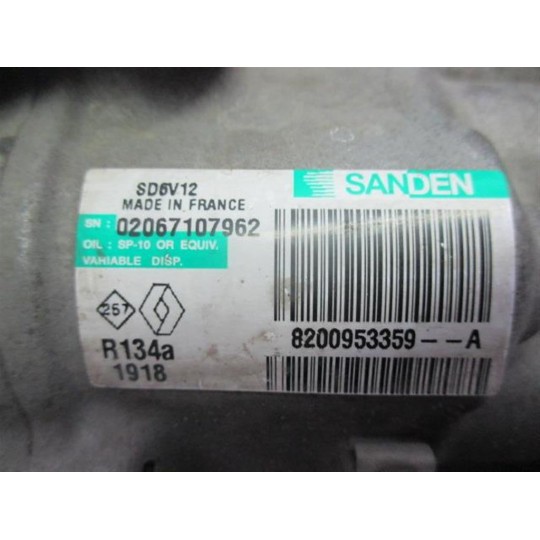 SD6V12
MADE IN FRANCE
SANDEN
SN : 02067107962
OIL : SP-10 OR EQUIV.
VARIABLE DISP.
257
R134a
1918
8200953359--A